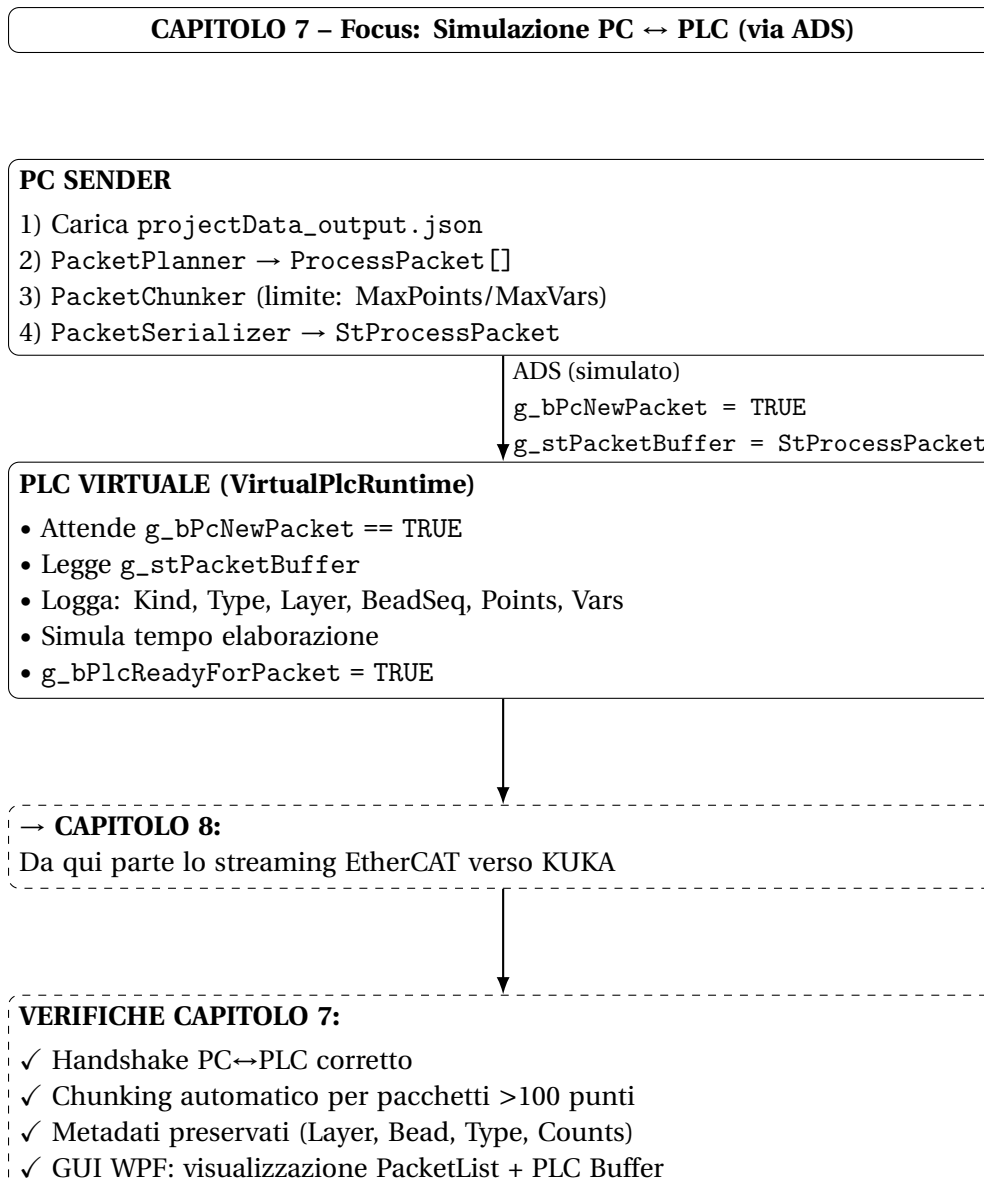 CAPITOLO 7 – Focus: Simulazione PC ↔ PLC (via ADS)
PC SENDER
1) Carica projectData_output.json
2) PacketPlanner → ProcessPacket[]
3) PacketChunker (limite: MaxPoints/MaxVars)
4) PacketSerializer → StProcessPacket
ADS (simulato)
g_bPcNewPacket = TRUE
g_stPacketBuffer = StProcessPacket
PLC VIRTUALE (VirtualPlcRuntime)
• Attende g_bPcNewPacket == TRUE
• Legge g_stPacketBuffer
• Logga: Kind, Type, Layer, BeadSeq, Points, Vars
• Simula tempo elaborazione
• g_bPlcReadyForPacket = TRUE
→ CAPITOLO 8:
Da qui parte lo streaming EtherCAT verso KUKA
VERIFICHE CAPITOLO 7:
✓ Handshake PC↔PLC corretto
✓ Chunking automatico per pacchetti >100 punti
✓ Metadati preservati (Layer, Bead, Type, Counts)
✓ GUI WPF: visualizzazione PacketList + PLC Buffer